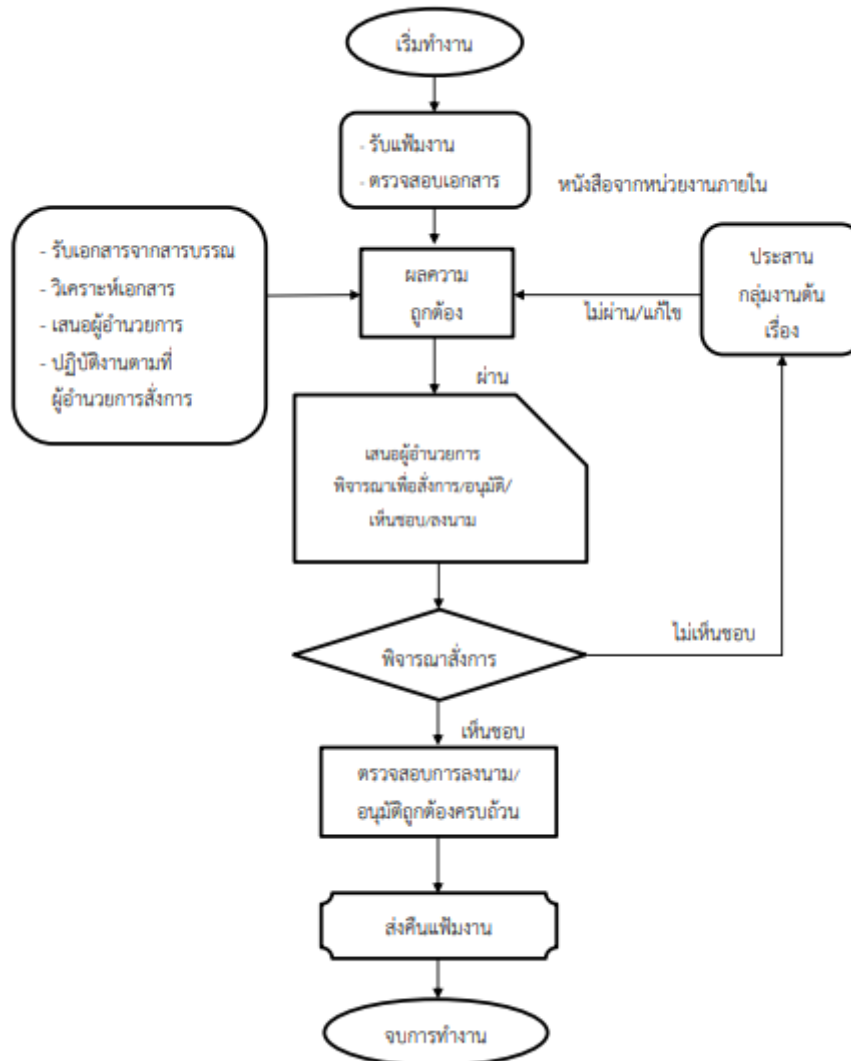 เริ่มทำงาน
- รับแฟ้มงาน
- ตรวจสอบเอกสาร
หนังสือจากหน่วยงานภายใน
- รับเอกสารจากสารบรรณ
- วิเคราะห์เอกสาร
- เสนอผู้อำนวยการ
- ปฏิบัติงานตามที่
ผู้อำนวยการสั่งการ
ผลความ
ถูกต้อง
ไม่ผ่าน/แก้ไข
ประสาน
กลุ่มงานต้น
เรื่อง
ผ่าน
เสนอผู้อำนวยการ
พิจารณาเพื่อสั่งการ/อนุมัติ/
เห็นชอบ/ลงนาม
พิจารณาสั่งการ
ไม่เห็นชอบ
เห็นชอบ
ตรวจสอบการลงนาม/
อนุมัติถูกต้องครบถ้วน
ส่งคืนแฟ้มงาน
จบการทำงาน